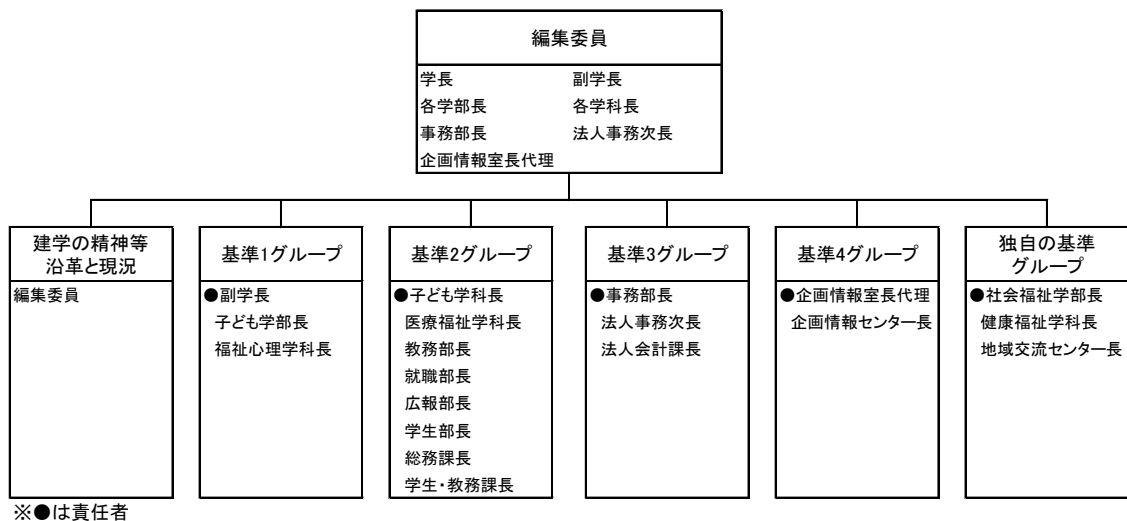 編集委員
学長 副学長
各学部長 各学科長
事務部長 法人事務次長
企画情報室長代理
建学の精神等
沿革と現況
編集委員
基準1グループ
●副学長
子ども学部長
福祉心理学科長
基準2グループ
●子ども学科長
医療福祉学科長
教務部長
就職部長
広報部長
学生部長
総務課長
学生・教務課長
基準3グループ
●事務部長
法人事務次長
法人会計課長
基準4グループ
●企画情報室長代理
企画情報センター長
独自の基準
グループ
●社会福祉学部長
健康福祉学科長
地域交流センター長
※●は責任者